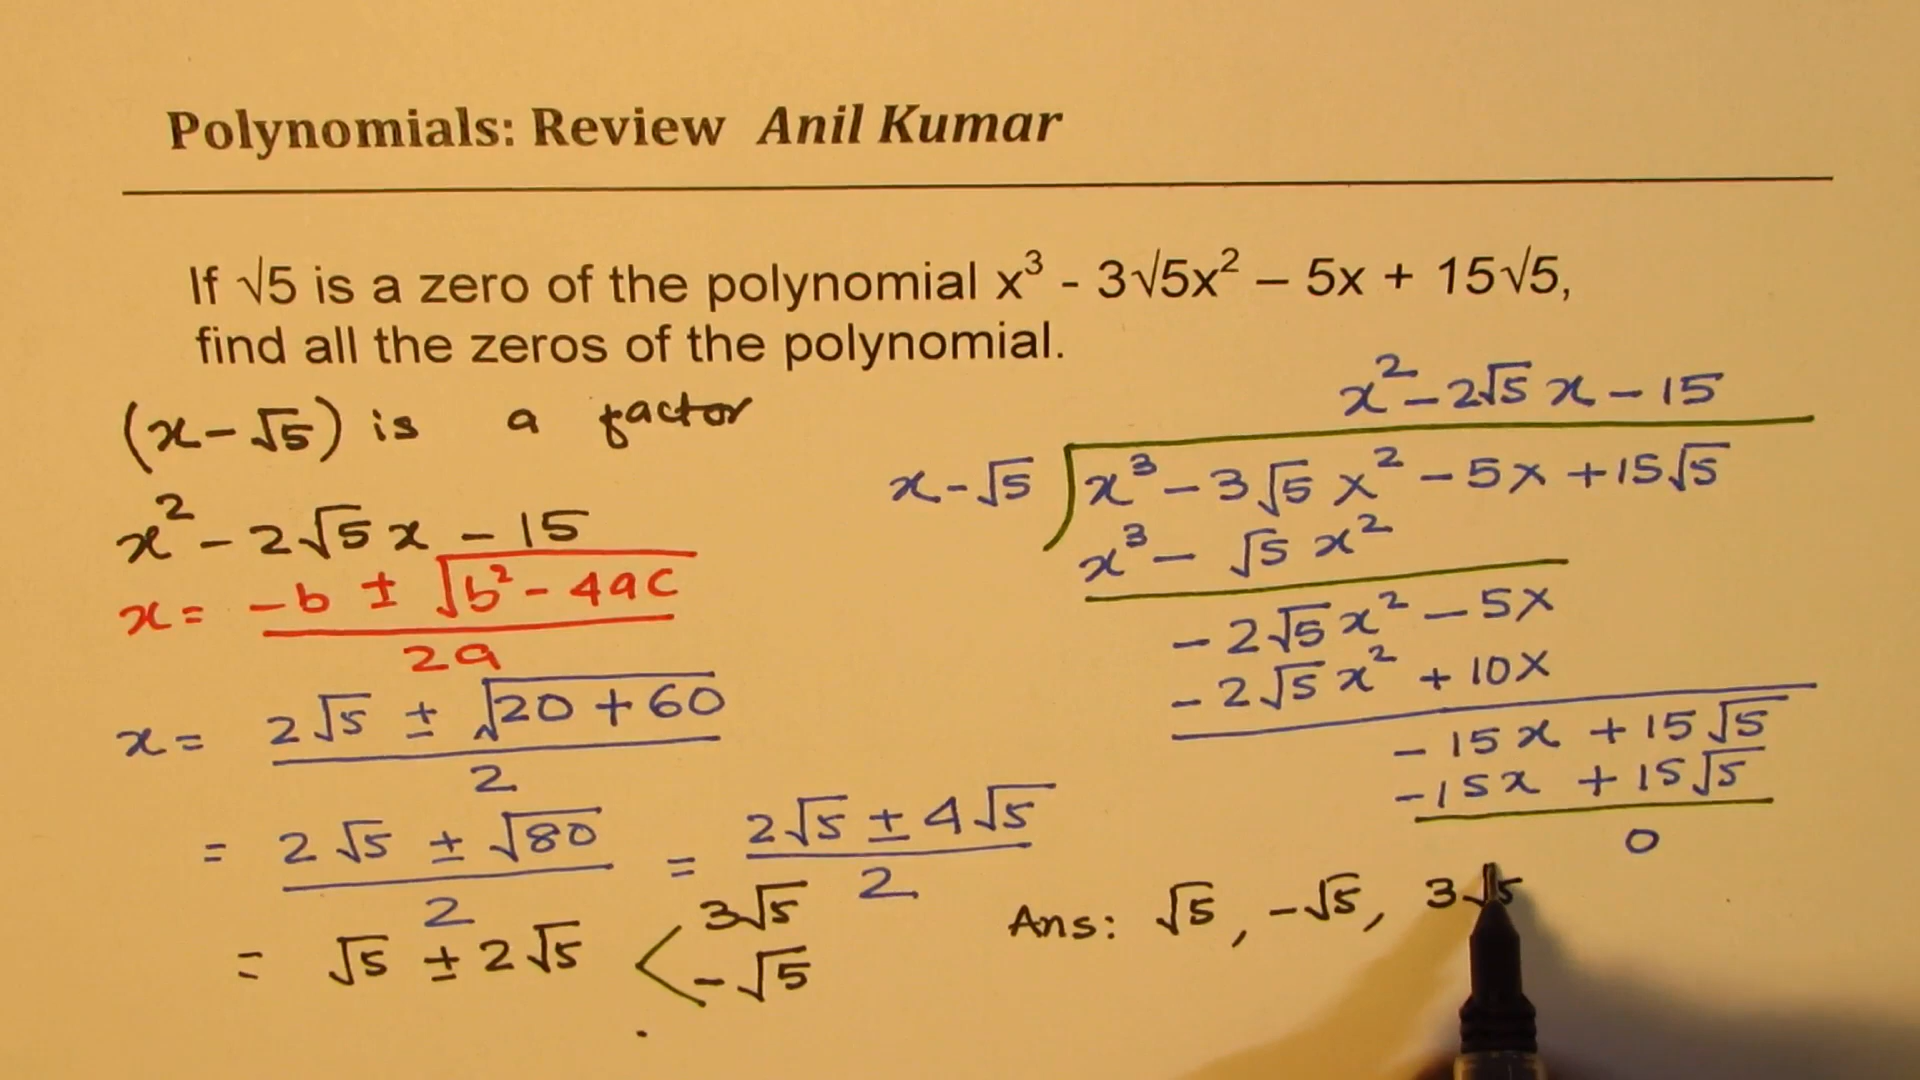 Polynomials: Review Anil Kumar
If √5 is a zero of the polynomial x³ - 3√5x² – 5x + 15√5,
find all the zeros of the polynomial.
(x-√5) is a factor
x² - 2√5 x - 15
x = -b ± √b² - 4ac
2a
x = 2√5 ± √20 + 60
2
= 2√5 ± √80
2
= 2√5 ± 4√5
2
= √5 ± 2√5 < 3√5
-√5
x² - 2√5 x - 15
x - √5 ) x³ - 3√5 x² - 5x + 15√5
x³ - √5 x²
- 2√5 x² - 5x
- 2√5 x² + 10x
- 15x + 15√5
- 15x + 15√5
0
Ans: √5, -√5, 3√5